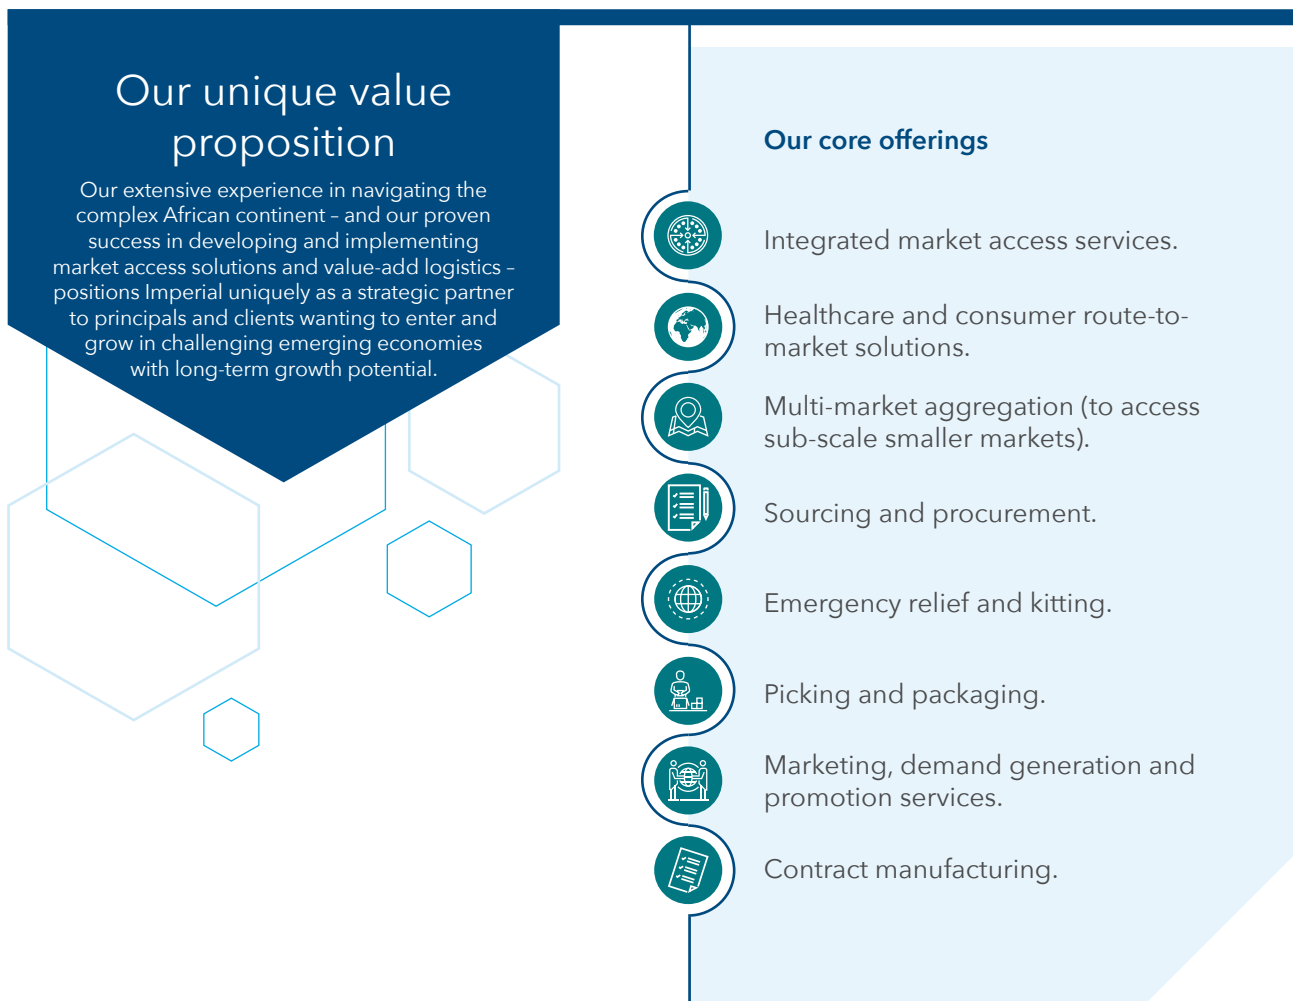 Our unique value
proposition
Our extensive experience in navigating the
complex African continent – and our proven
success in developing and implementing
market access solutions and value-add logistics –
positions Imperial uniquely as a strategic partner
to principals and clients wanting to enter and
grow in challenging emerging economies
with long-term growth potential.
Our core offerings
Integrated market access services.
Healthcare and consumer route-to-
market solutions.
Multi-market aggregation (to access
sub-scale smaller markets).
Sourcing and procurement.
Emergency relief and kitting.
Picking and packaging.
Marketing, demand generation and
promotion services.
Contract manufacturing.